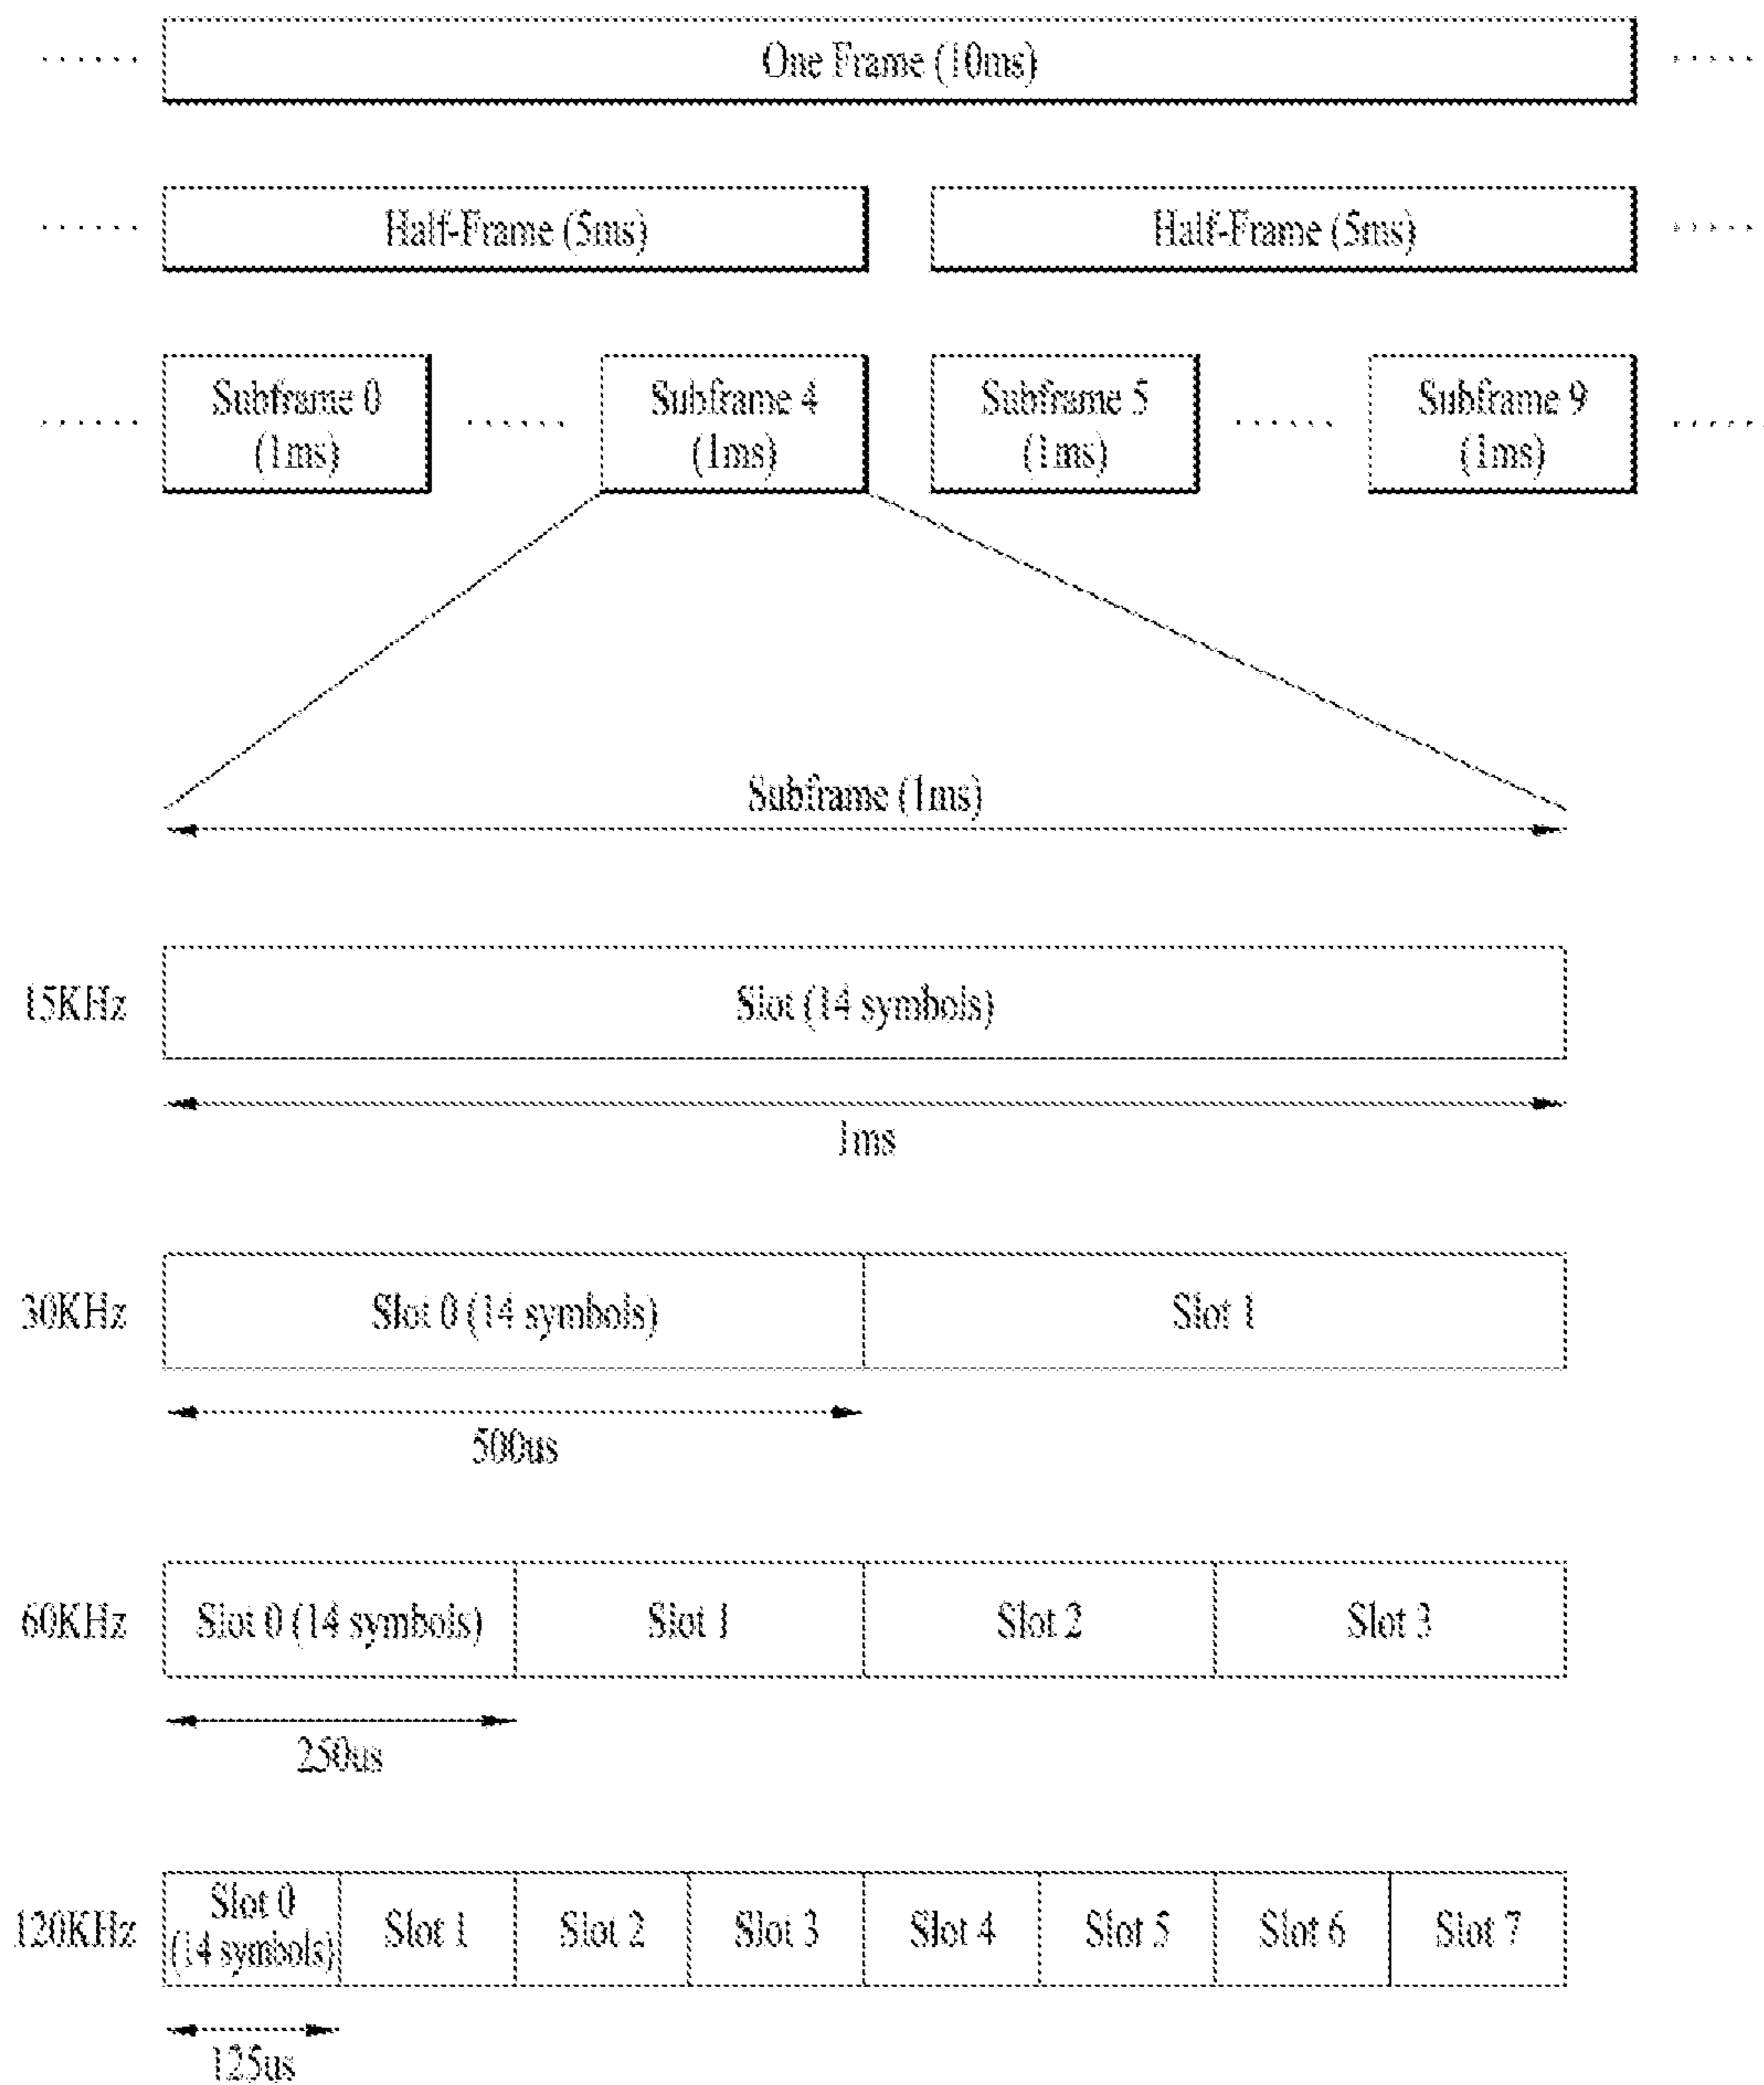 One Frame (10ms)
Half-Frame (5ms)
Half-Frame (5ms)
Subframe 0
(1ms)
Subframe 4
(1ms)
Subframe 5
(1ms)
Subframe 9
(1ms)
Subframe (1ms)
15KHz
Slot (14 symbols)
1ms
30KHz
Slot 0 (14 symbols)
Slot 1
500us
60KHz
Slot 0 (14 symbols)
Slot 1
Slot 2
Slot 3
250us
120KHz
Slot 0
(14 symbols)
Slot 1
Slot 2
Slot 3
Slot 4
Slot 5
Slot 6
Slot 7
125us